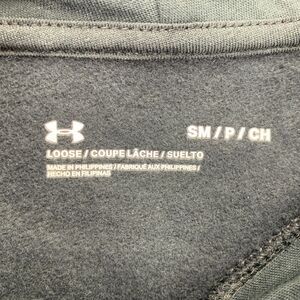 SM / P / CH
LOOSE / COUPE LÂCHE / SUELTO
MADE IN PHILIPPINES / FABRIQUÉ AUX PHILIPPINES /
HECHO EN FILIPINAS